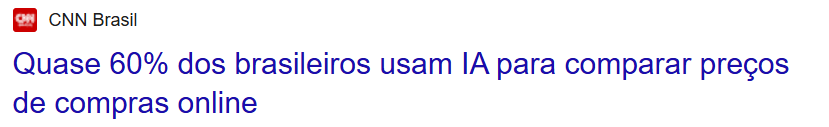 CNN Brasil
Quase 60% dos brasileiros usam IA para comparar preços
de compras online